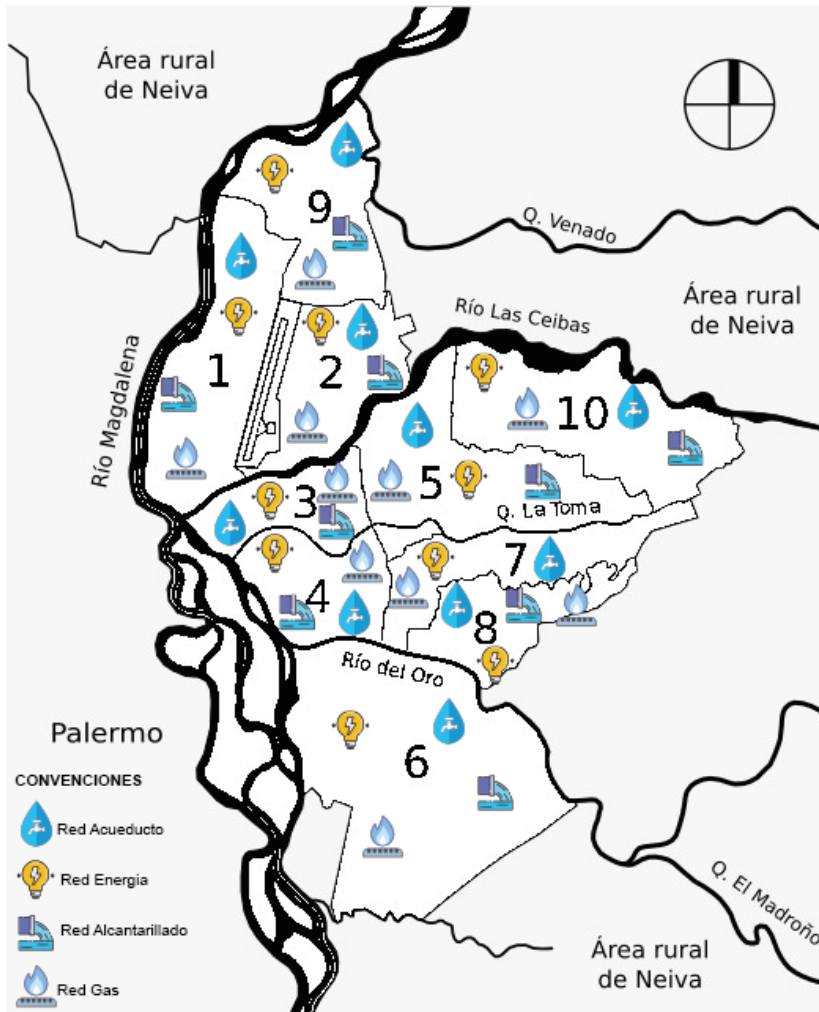 Área rural
de Neiva
9
Q. Venado
Río Las Ceibas
Área rural
de Neiva
Río Magdalena
1
2
10
5
3
Q. La Toma
7
4
8
Río del Oro
Palermo
6
CONVENCIONES
Red Acueducto
Red Energia
Red Alcantarillado
Red Gas
Q. El Madroño
Área rural
de Neiva